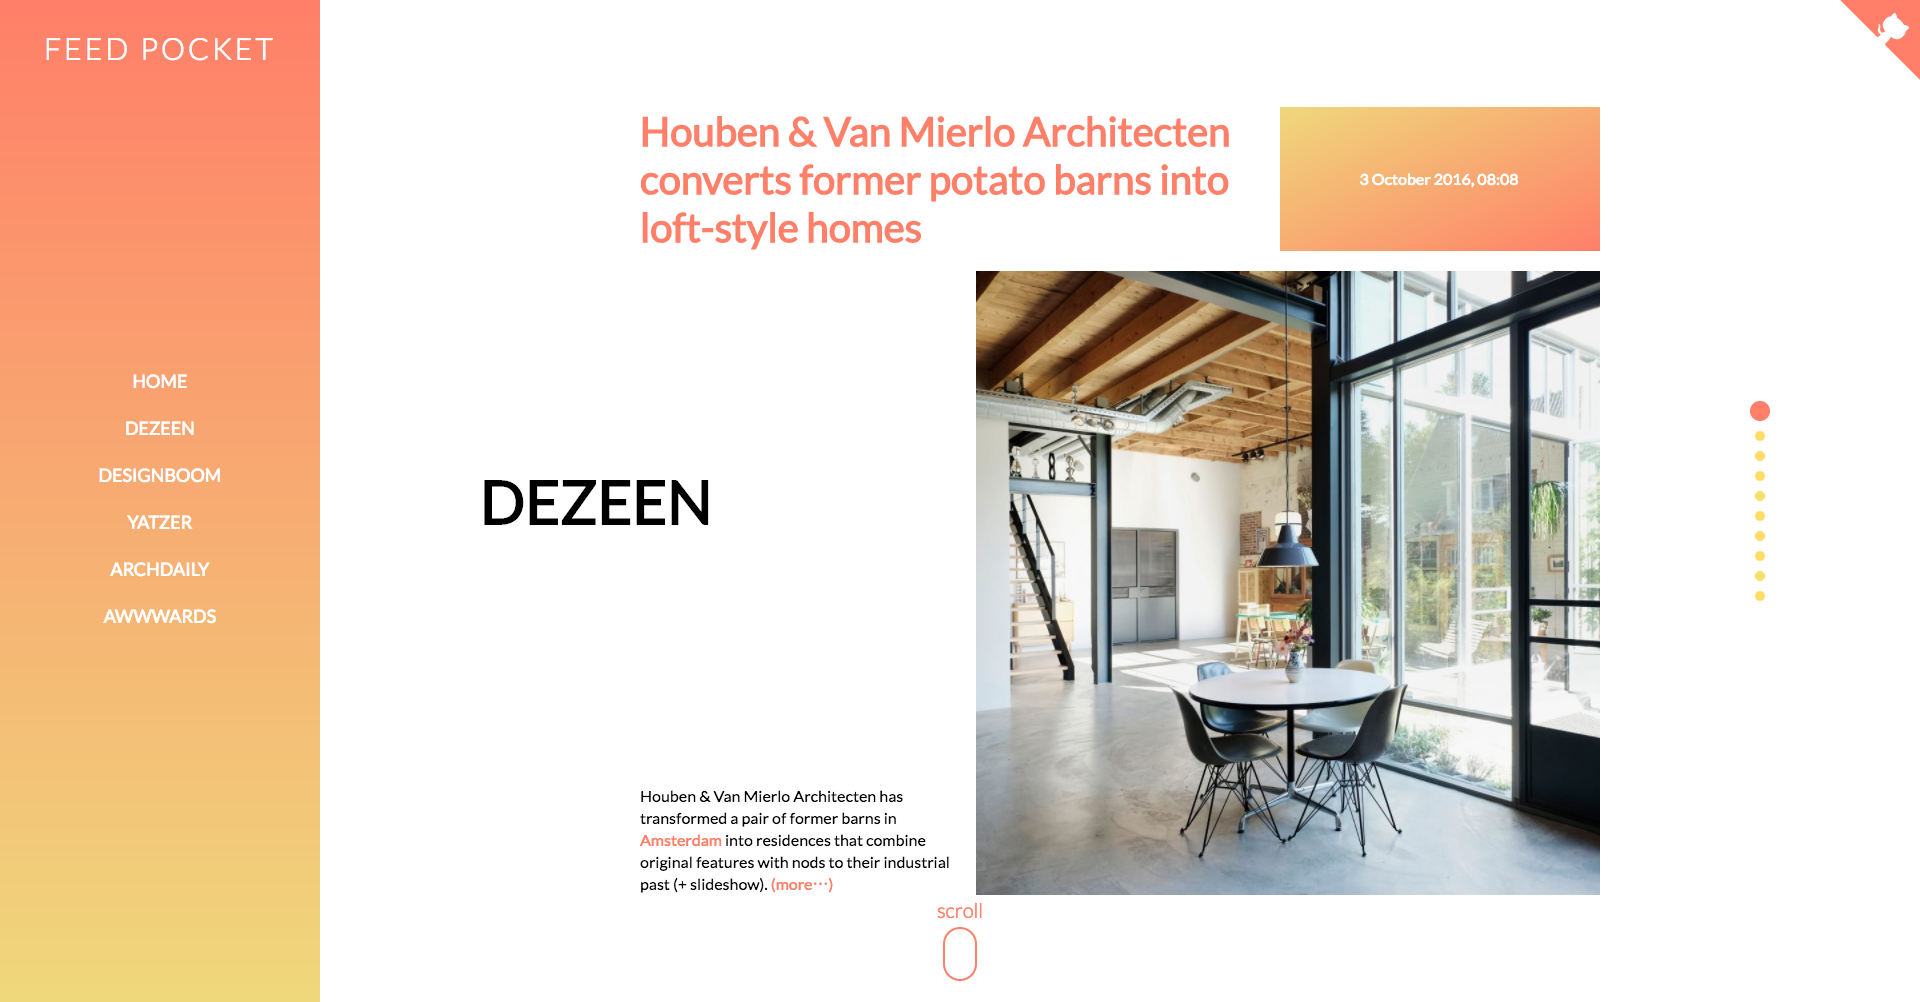 FEED POCKET
HOME
DEZEEN
DESIGNBOOM
YATZER
ARCHDAILY
AWWWARDS
Houben & Van Mierlo Architecten
converts former potato barns into
loft-style homes
3 October 2016, 08:08
DEZEEN
Houben & Van Mierlo Architecten has
transformed a pair of former barns in
Amsterdam into residences that combine
original features with nods to their industrial
past (+ slideshow). (more⋯)
scroll